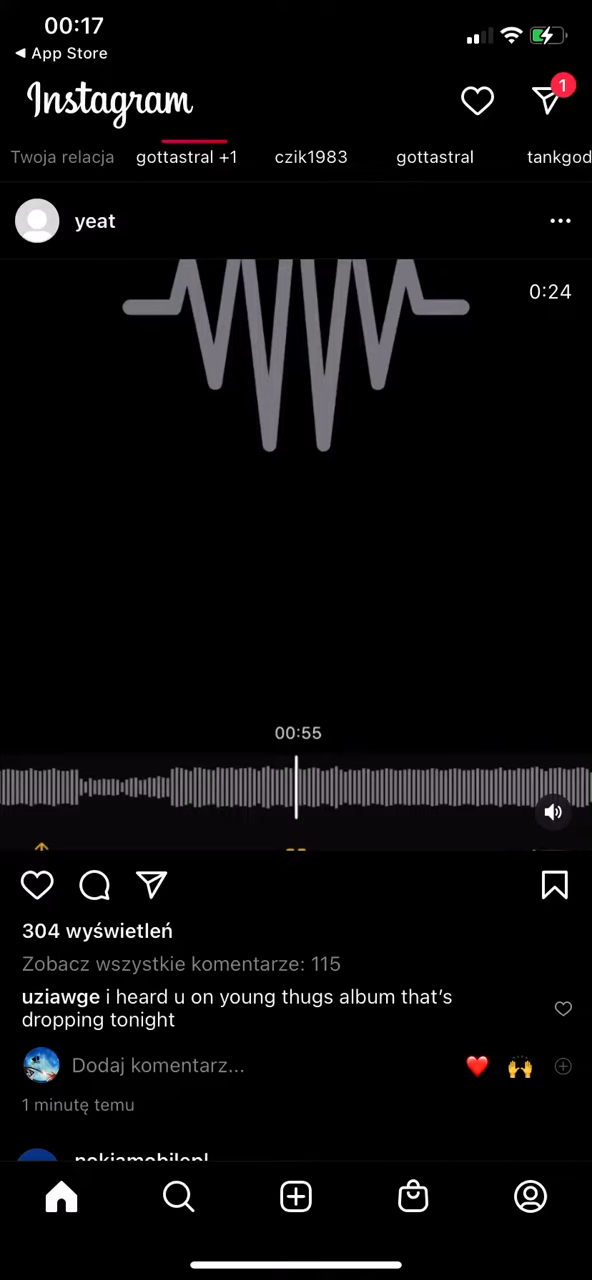 00:17
◀ App Store
Instagram
1
Twoja relacja
gottastral +1
czik1983
gottastral
tankgod
yeat
0:24
00:55
304 wyświetleń
Zobacz wszystkie komentarze: 115
uziawge i heard u on young thugs album that’s
dropping tonight
Dodaj komentarz...
1 minutę temu
nokiamobilepl